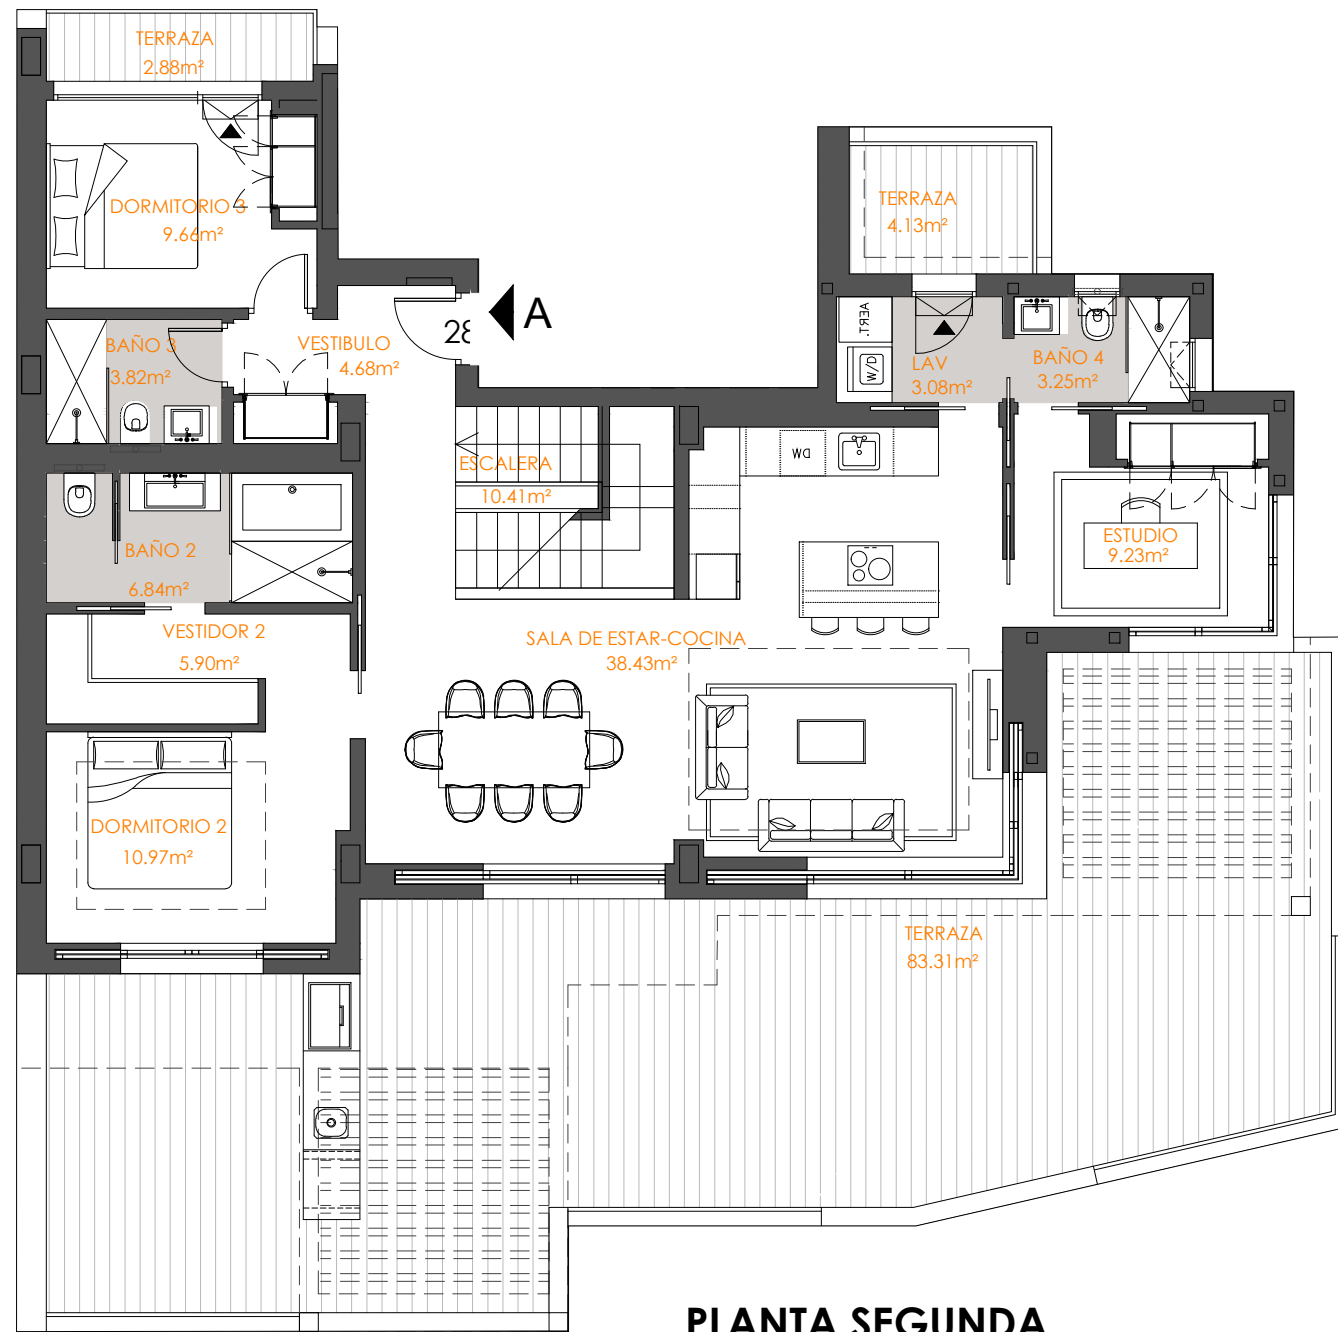 TERRAZA
2.88m²
DORMITORIO 3
9.66m²
TERRAZA
4.13m²
A
28
VESTIBULO
4.68m²
BAÑO 3
3.82m²
AERT.
W/D
LAV
3.08m²
BAÑO 4
3.25m²
ESCALERA
10.41m²
DW
ESTUDIO
9.23m²
BAÑO 2
6.84m²
VESTIDOR 2
5.90m²
SALA DE ESTAR-COCINA
38.43m²
DORMITORIO 2
10.97m²
TERRAZA
83.31m²
PLANTA SEGUNDA